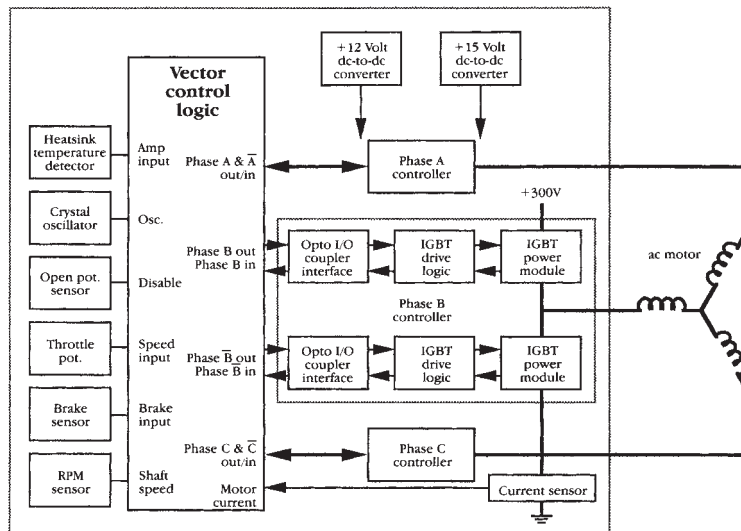 +12 Volt
dc-to-dc
converter
+15 Volt
dc-to-dc
converter
Vector
control
logic
Heatsink
temperature
detector
Amp
input
Phase A & A̅
out/in
Phase A
controller
+300V
Crystal
oscillator
Osc.
Phase B out
Phase B in
Opto I/O
coupler
interface
IGBT
drive
logic
IGBT
power
module
ac motor
Open pot.
sensor
Disable
Phase B
controller
Throttle
pot.
Speed
input
Phase B̅ out
Phase B̅ in
Opto I/O
coupler
interface
IGBT
drive
logic
IGBT
power
module
Brake
sensor
Brake
input
Phase C & C̅
out/in
Phase C
controller
RPM
sensor
Shaft
speed
Motor
current
Current sensor